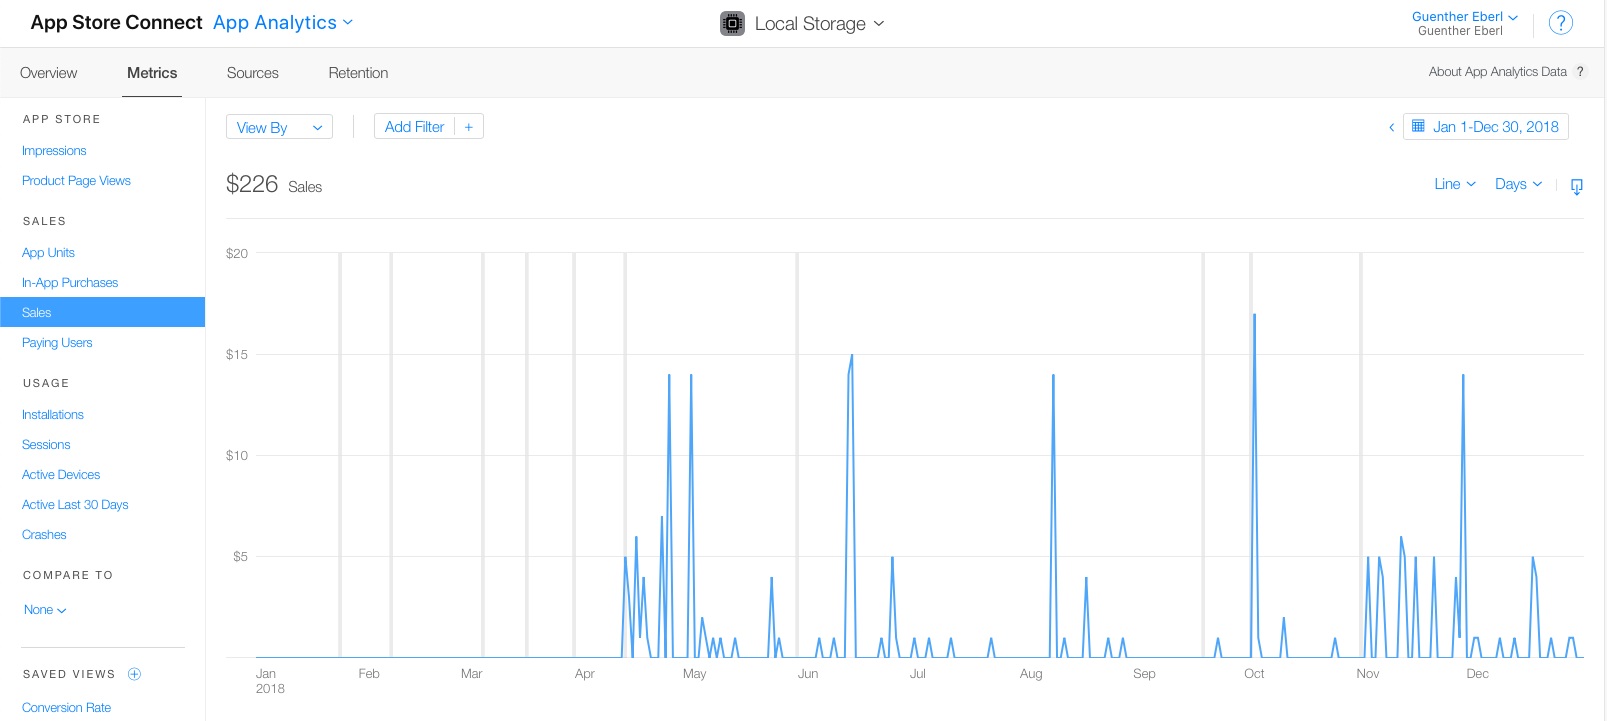 App Store Connect App Analytics
Local Storage
Guenther Eberl
Guenther Eberl
?
Overview Metrics Sources Retention
About App Analytics Data ?
APP STORE
Impressions
Product Page Views
SALES
App Units
In-App Purchases
Sales
Paying Users
USAGE
Installations
Sessions
Active Devices
Active Last 30 Days
Crashes
COMPARE TO
None
SAVED VIEWS
Conversion Rate
View By
Add Filter +
Jan 1-Dec 30, 2018
$226 Sales
Line Days
$20
$15
$10
$5
Jan Feb Mar Apr May Jun Jul Aug Sep Oct Nov Dec
2018